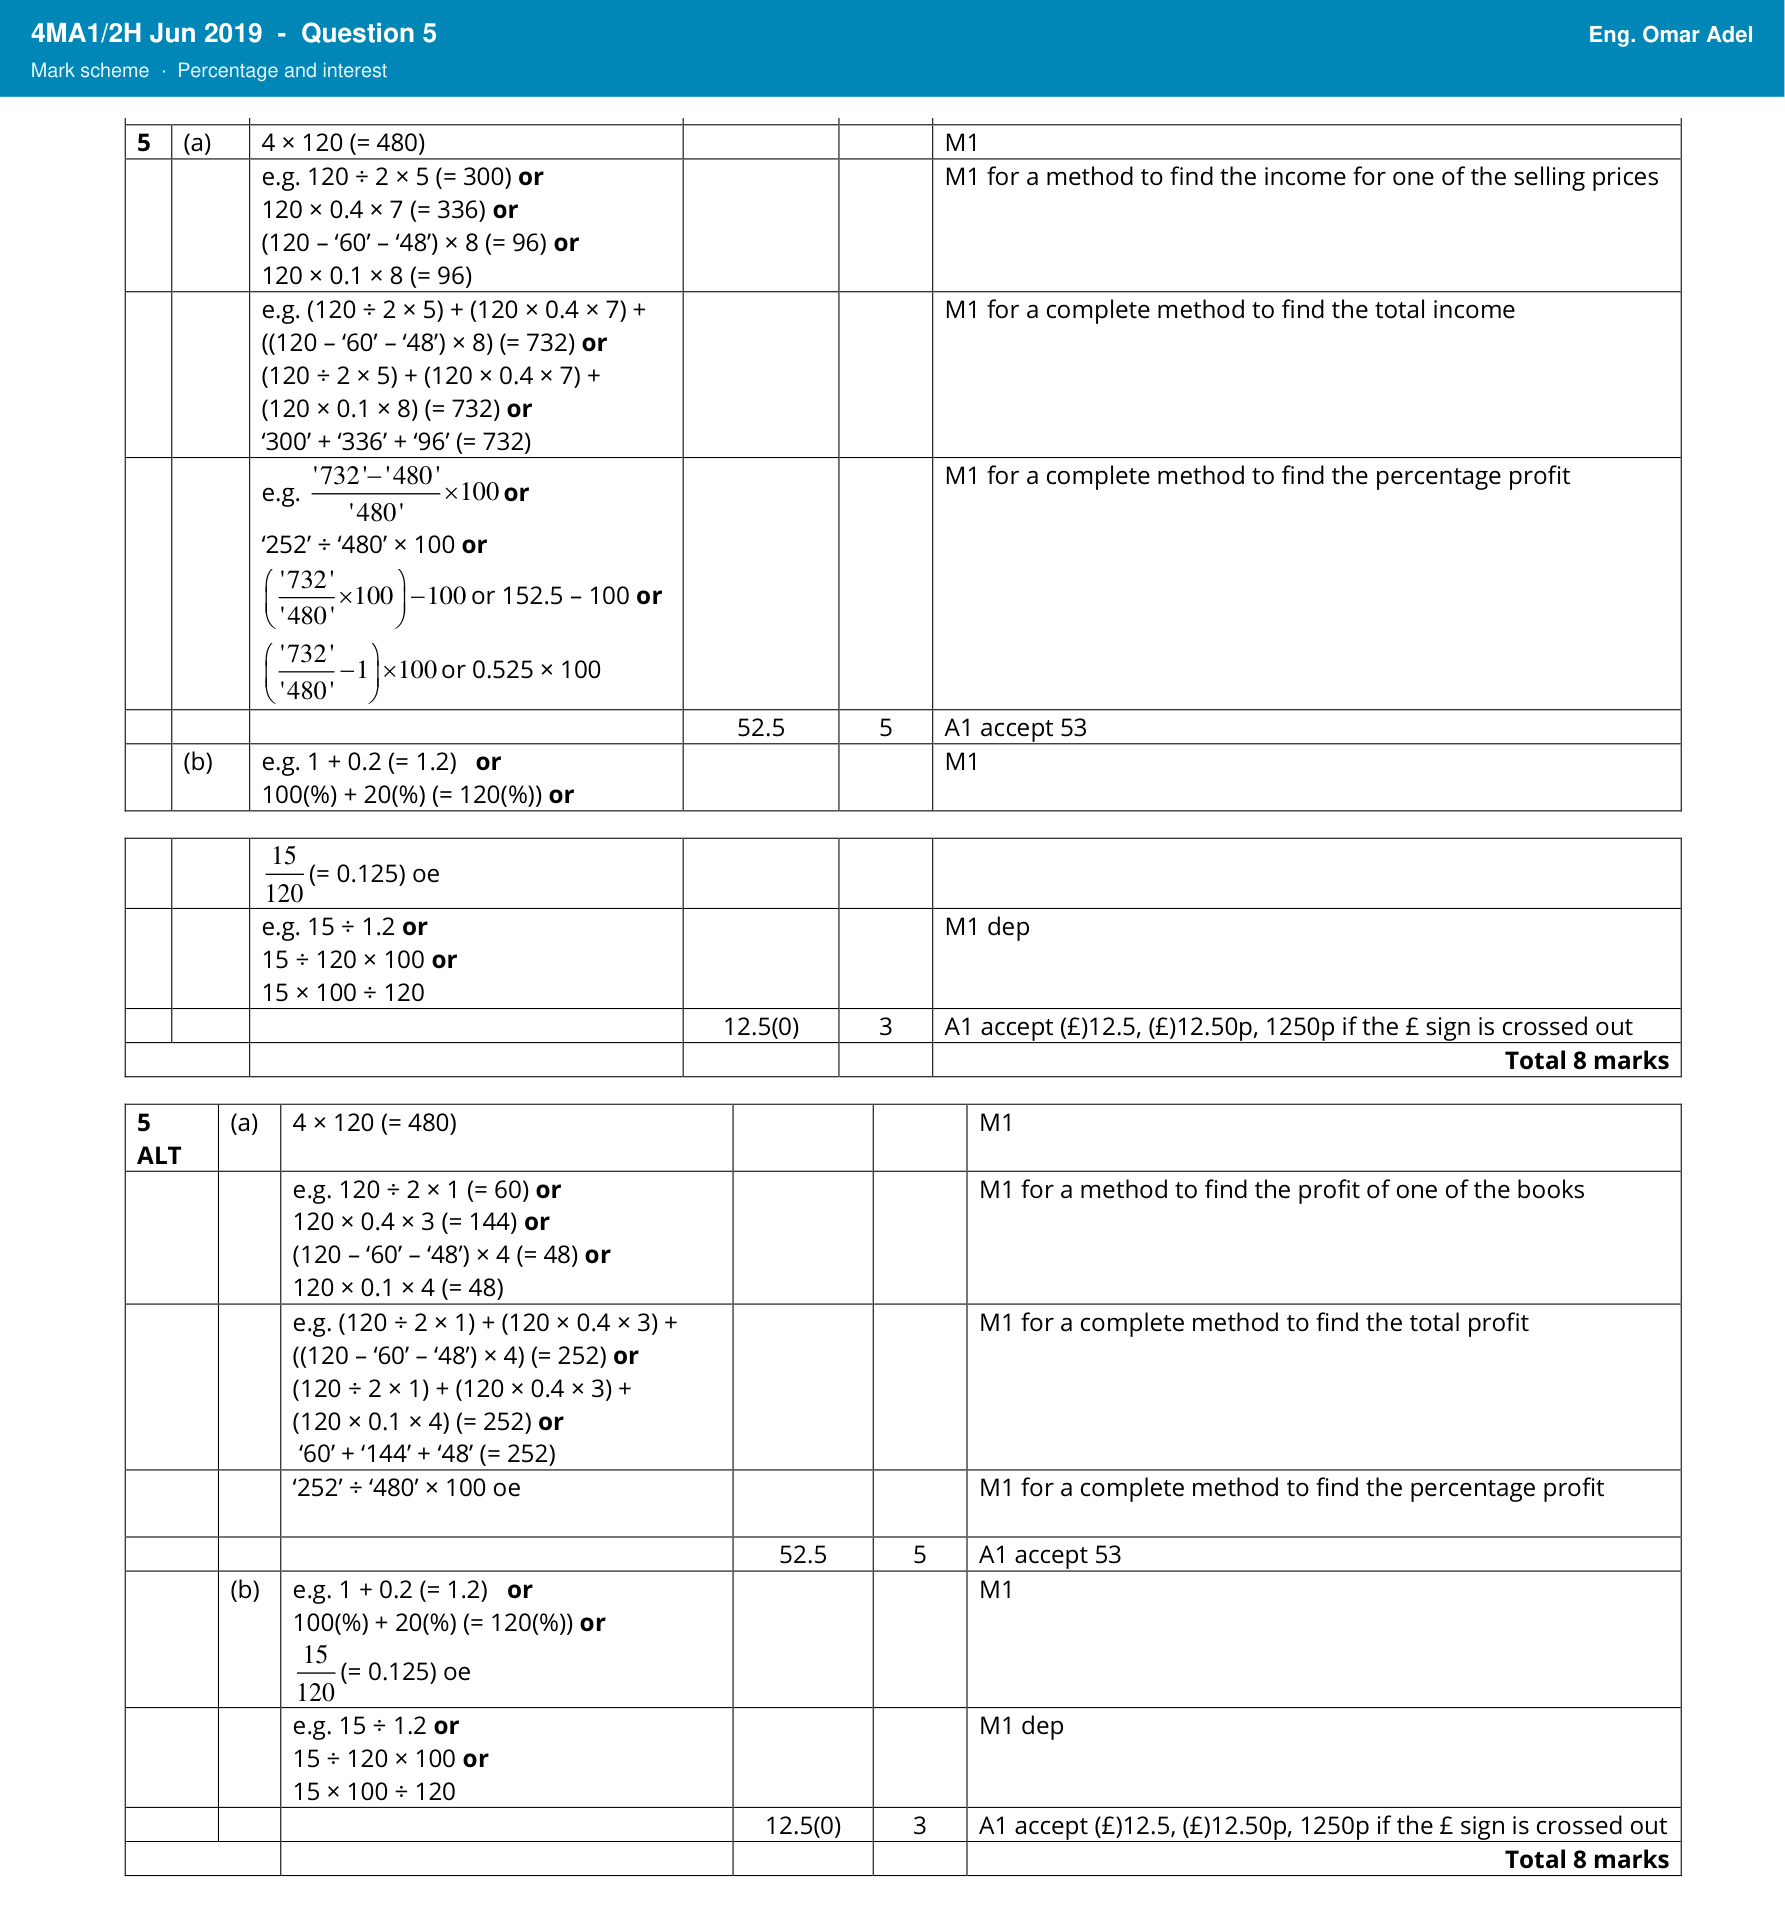 4MA1/2H Jun 2019 - Question 5
Eng. Omar Adel
Mark scheme · Percentage and interest
5 (a) 4 × 120 (= 480) M1
e.g. 120 ÷ 2 × 5 (= 300) or M1 for a method to find the income for one of the selling prices
120 × 0.4 × 7 (= 336) or
(120 – ‘60’ – ‘48’) × 8 (= 96) or
120 × 0.1 × 8 (= 96)
e.g. (120 ÷ 2 × 5) + (120 × 0.4 × 7) + M1 for a complete method to find the total income
((120 – ‘60’ – ‘48’) × 8) (= 732) or
(120 ÷ 2 × 5) + (120 × 0.4 × 7) +
(120 × 0.1 × 8) (= 732) or
‘300’ + ‘336’ + ‘96’ (= 732)
e.g. '732'–'480' / '480' ×100 or M1 for a complete method to find the percentage profit
‘252’ ÷ ‘480’ × 100 or
('732' / '480' ×100) –100 or 152.5 – 100 or
('732' / '480' –1) ×100 or 0.525 × 100
52.5 5 A1 accept 53
(b) e.g. 1 + 0.2 (= 1.2) or M1
100(%) + 20(%) (= 120(%)) or
15 / 120 (= 0.125) oe
e.g. 15 ÷ 1.2 or M1 dep
15 ÷ 120 × 100 or
15 × 100 ÷ 120
12.5(0) 3 A1 accept (£)12.5, (£)12.50p, 1250p if the £ sign is crossed out
Total 8 marks
5 (a) 4 × 120 (= 480) M1
ALT
e.g. 120 ÷ 2 × 1 (= 60) or M1 for a method to find the profit of one of the books
120 × 0.4 × 3 (= 144) or
(120 – ‘60’ – ‘48’) × 4 (= 48) or
120 × 0.1 × 4 (= 48)
e.g. (120 ÷ 2 × 1) + (120 × 0.4 × 3) + M1 for a complete method to find the total profit
((120 – ‘60’ – ‘48’) × 4) (= 252) or
(120 ÷ 2 × 1) + (120 × 0.4 × 3) +
(120 × 0.1 × 4) (= 252) or
‘60’ + ‘144’ + ‘48’ (= 252)
‘252’ ÷ ‘480’ × 100 oe M1 for a complete method to find the percentage profit
52.5 5 A1 accept 53
(b) e.g. 1 + 0.2 (= 1.2) or M1
100(%) + 20(%) (= 120(%)) or
15 / 120 (= 0.125) oe
e.g. 15 ÷ 1.2 or M1 dep
15 ÷ 120 × 100 or
15 × 100 ÷ 120
12.5(0) 3 A1 accept (£)12.5, (£)12.50p, 1250p if the £ sign is crossed out
Total 8 marks